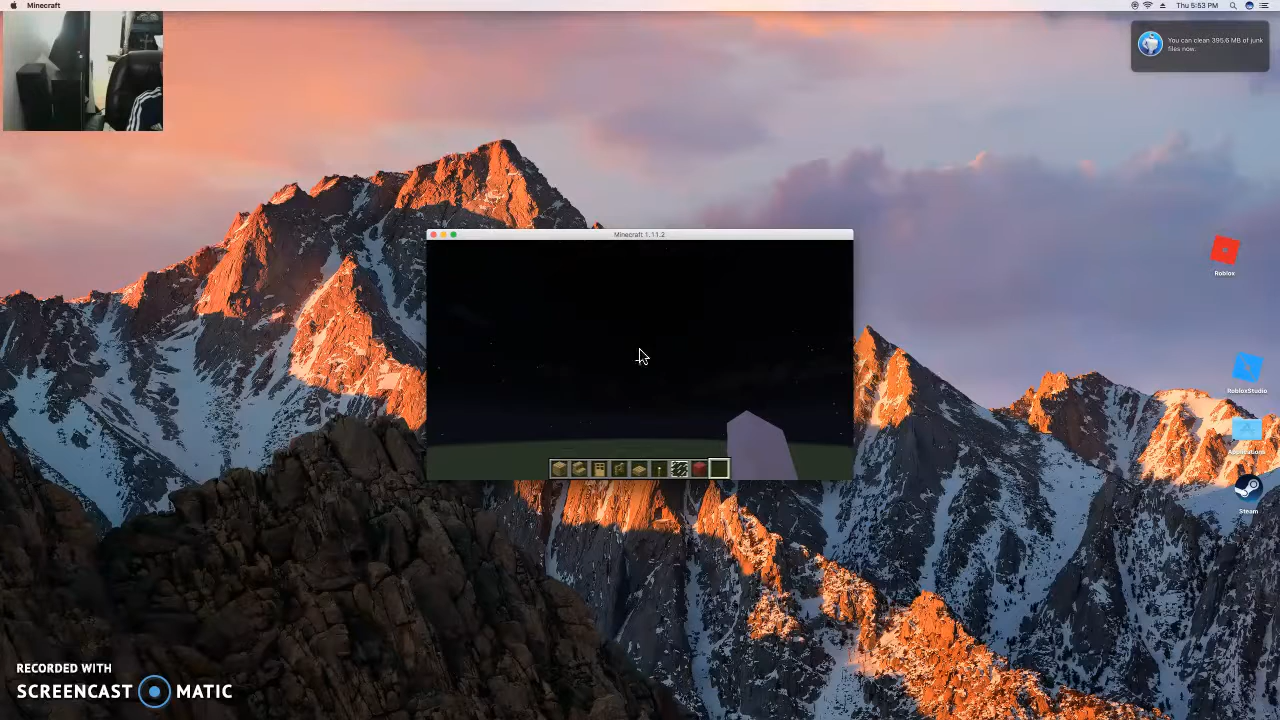 Minecraft
Thu 5:53 PM
You can clean 395.6 MB of junk
files now.
Minecraft 1.11.2
Roblox
RobloxStudio
Applications
Steam
RECORDED WITH
SCREENCAST MATIC